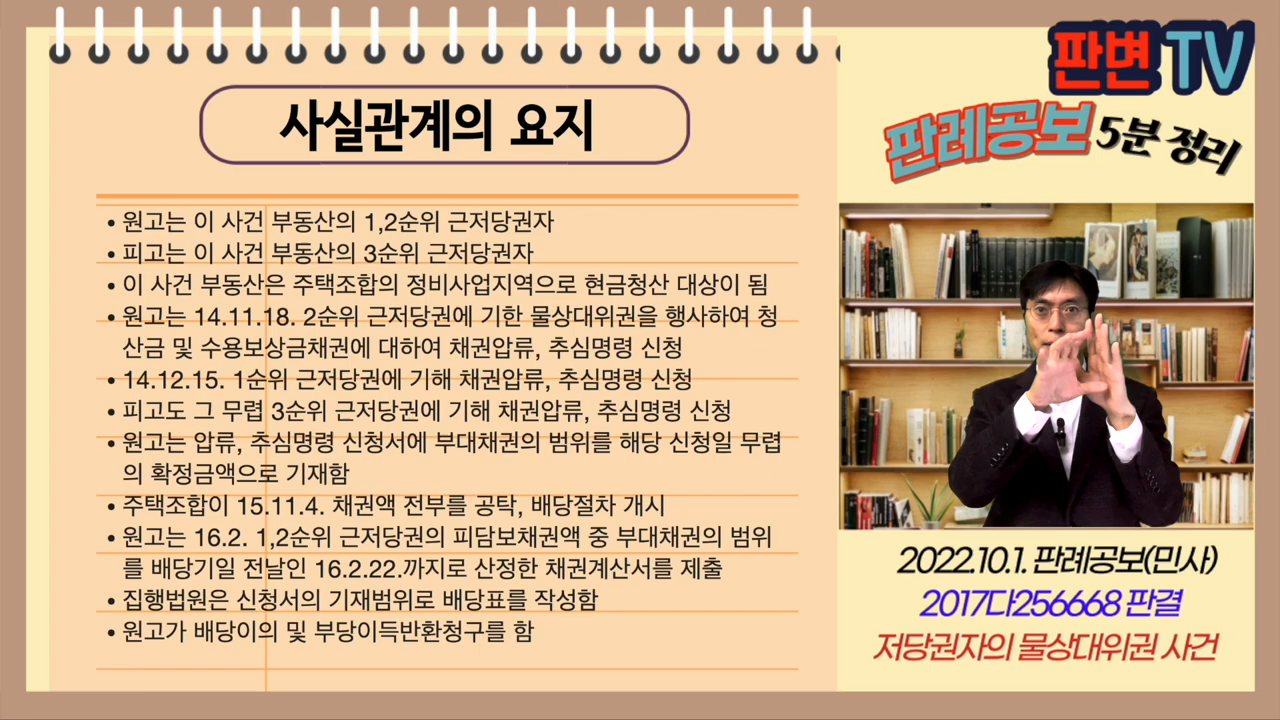 사실관계의 요지
• 원고는 이 사건 부동산의 1,2순위 근저당권자
• 피고는 이 사건 부동산의 3순위 근저당권자
• 이 사건 부동산은 주택조합의 정비사업지역으로 현금청산 대상이 됨
• 원고는 14.11.18. 2순위 근저당권에 기한 물상대위권을 행사하여 청
산금 및 수용보상금채권에 대하여 채권압류, 추심명령 신청
• 14.12.15. 1순위 근저당권에 기해 채권압류, 추심명령 신청
• 피고도 그 무렵 3순위 근저당권에 기해 채권압류, 추심명령 신청
• 원고는 압류, 추심명령 신청서에 부대채권의 범위를 해당 신청일 무렵
의 확정금액으로 기재함
• 주택조합이 15.11.4. 채권액 전부를 공탁, 배당절차 개시
• 원고는 16.2. 1,2순위 근저당권의 피담보채권액 중 부대채권의 범위
를 배당기일 전날인 16.2.22.까지로 산정한 채권계산서를 제출
• 집행법원은 신청서의 기재범위로 배당표를 작성함
• 원고가 배당이의 및 부당이득반환청구를 함
판변 TV
판례공보 5분 정리
2022.10.1. 판례공보(민사)
2017다256668 판결
저당권자의 물상대위권 사건